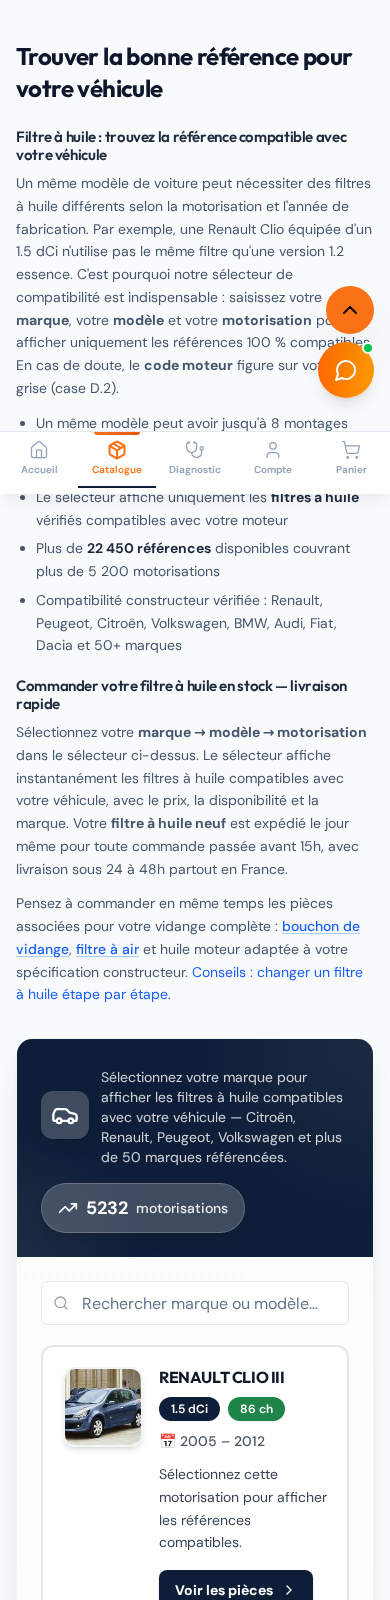 Trouver la bonne référence pour
votre véhicule
Filtre à huile : trouvez la référence compatible avec
votre véhicule
Un même modèle de voiture peut nécessiter des filtres
à huile différents selon la motorisation et l'année de
fabrication. Par exemple, une Renault Clio équipée d'un
1.5 dCi n'utilise pas le même filtre qu'une version 1.2
essence. C'est pourquoi notre sélecteur de
compatibilité est indispensable : saisissez votre
marque, votre modèle et votre motorisation
afficher uniquement les références 100 % compatibles.
En cas de doute, le code moteur figure sur
grise (case D.2).
Un même modèle peut avoir jusqu'à 8 montages
Accueil
Catalogue
Diagnostic
Compte
Panier
Le sélecteur affiche uniquement les filtres à huile
vérifiés compatibles avec votre moteur
Plus de 22 450 références disponibles couvrant
plus de 5 200 motorisations
Compatibilité constructeur vérifiée : Renault,
Peugeot, Citroën, Volkswagen, BMW, Audi, Fiat,
Dacia et 50+ marques
Commander votre filtre à huile en stock — livraison
rapide
Sélectionnez votre marque → modèle → motorisation
dans le sélecteur ci-dessus. Le sélecteur affiche
instantanément les filtres à huile compatibles avec
votre véhicule, avec le prix, la disponibilité et la
marque. Votre filtre à huile neuf est expédié le jour
même pour toute commande passée avant 15h, avec
livraison sous 24 à 48h partout en France.
Pensez à commander en même temps les pièces
associées pour votre vidange complète : bouchon de
vidange, filtre à air et huile moteur adaptée à votre
spécification constructeur. Conseils : changer un filtre
à huile étape par étape.
Sélectionnez votre marque pour
afficher les filtres à huile compatibles
avec votre véhicule — Citroën,
Renault, Peugeot, Volkswagen et plus
de 50 marques référencées.
5232 motorisations
Rechercher marque ou modèle...
RENAULT CLIO III
1.5 dCi 86 ch
2005 – 2012
Sélectionnez cette
motorisation pour afficher
les références
compatibles.
Voir les pièces